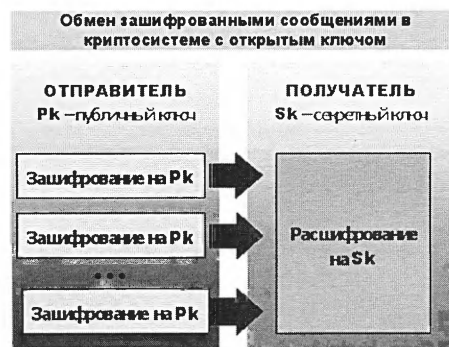 Обмен зашифрованными сообщениями в
криптосистеме с открытым ключом
ОТПРАВИТЕЛЬ
Pk – публичный ключ
ПОЛУЧАТЕЛЬ
Sk – секретный ключ
Зашифрование на Pk
Зашифрование на Pk
•••
Зашифрование на Pk
Расшифрование
на Sk